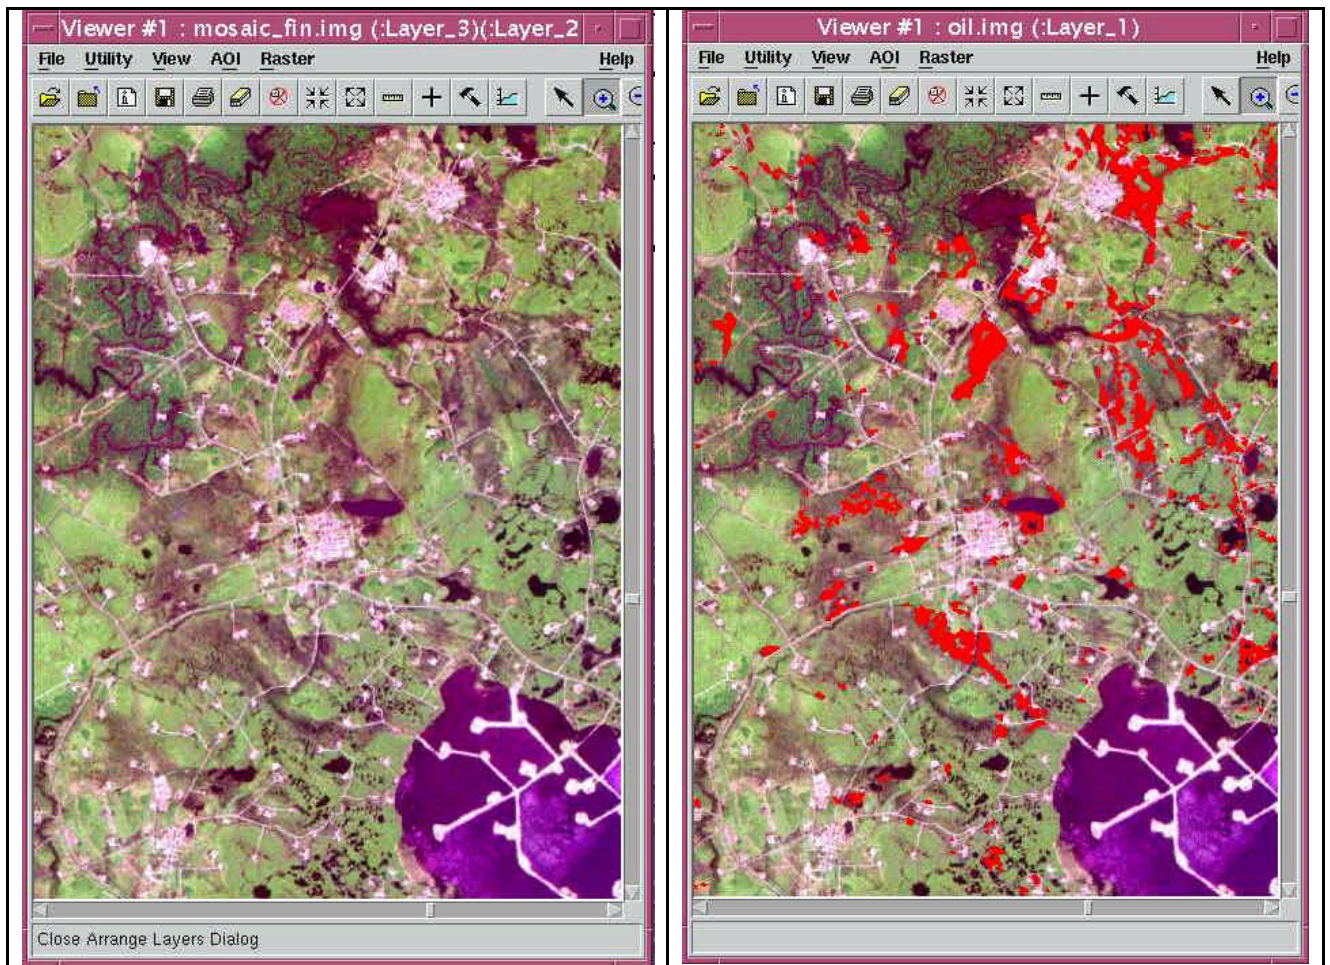 Viewer #1 : mosaic_fin.img (:Layer_3)(:Layer_2
File Utility View AOI Raster Help
Close Arrange Layers Dialog
Viewer #1 : oil.img (:Layer_1)
File Utility View AOI Raster Help